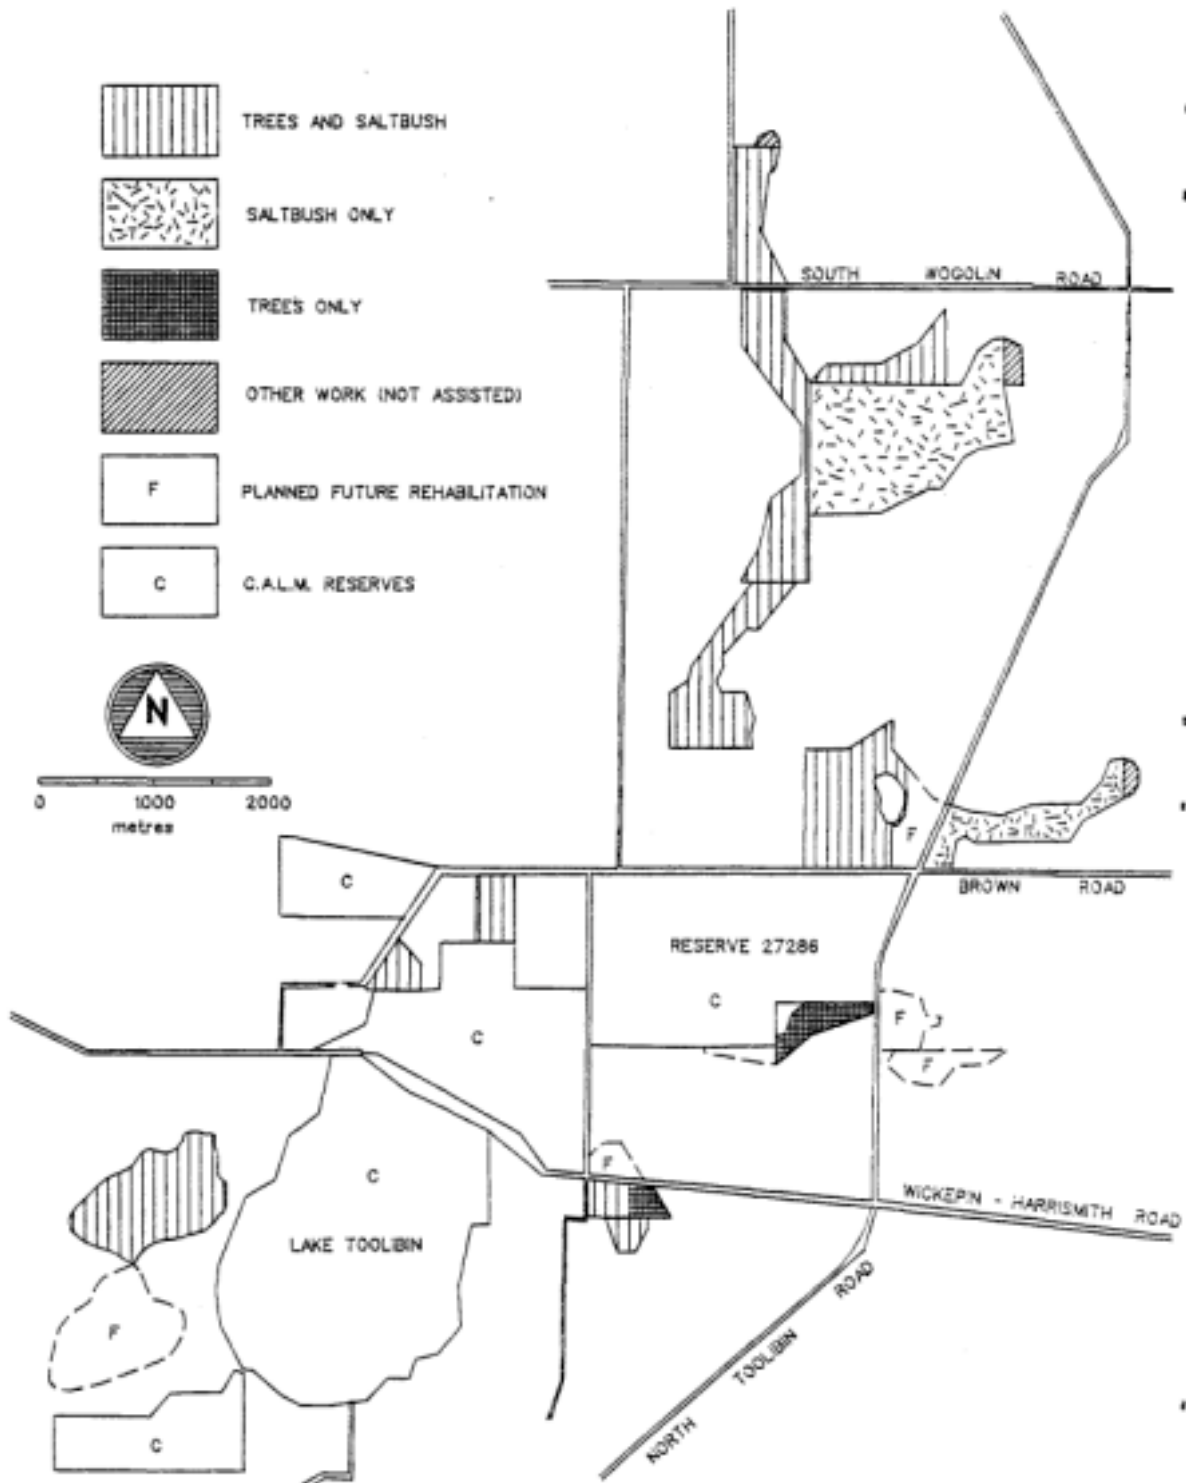 TREES AND SALTBUSH
SALTBUSH ONLY
TREES ONLY
OTHER WORK (NOT ASSISTED)
F
PLANNED FUTURE REHABILITATION
C
C.A.L.M. RESERVES
N
0 1000 2000
metres
SOUTH WOGOLIN ROAD
F
BROWN ROAD
C
RESERVE 27286
C
F
C
F
F
C
WICKEPIN - HARRISMITH ROAD
LAKE TOOLIBIN
F
NORTH TOOLIBIN ROAD
C